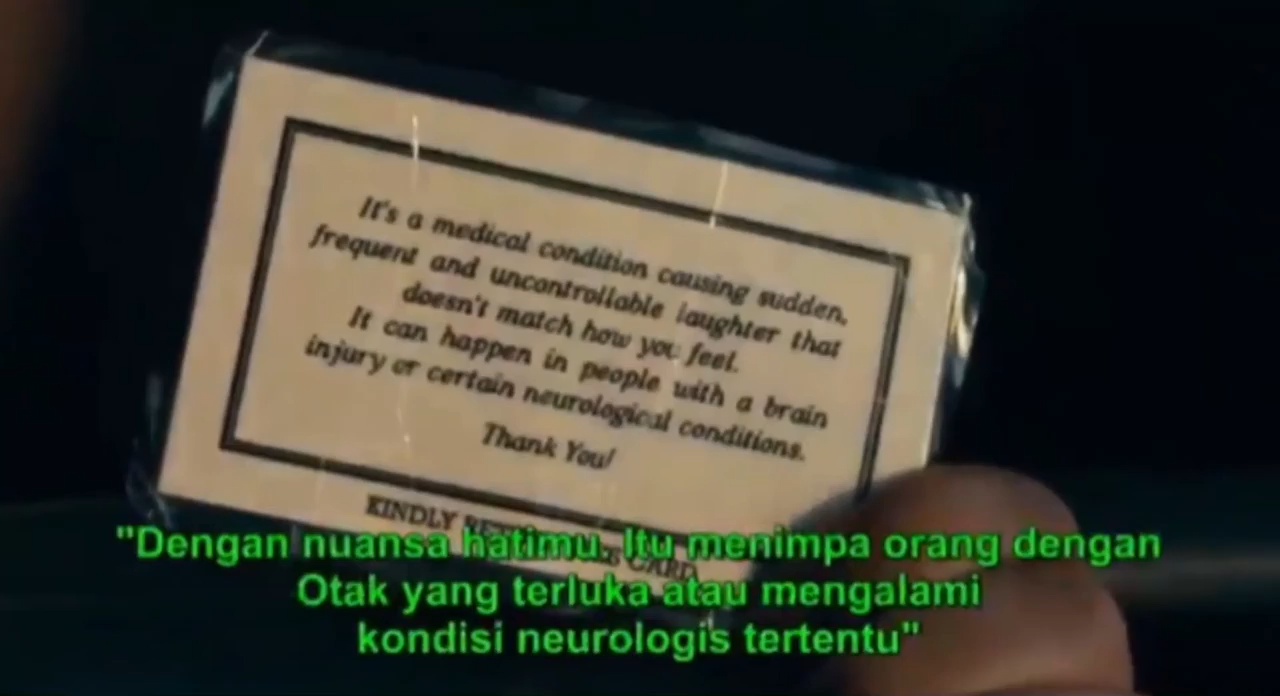 It's a medical condition causing sudden,
frequent and uncontrollable laughter that
doesn't match how you feel.
It can happen in people with a brain
injury or certain neurological conditions.
Thank You!
KINDLY CARD
"Dengan nuansa hatimu. Itu menimpa orang dengan
Otak yang terluka atau mengalami
kondisi neurologis tertentu"